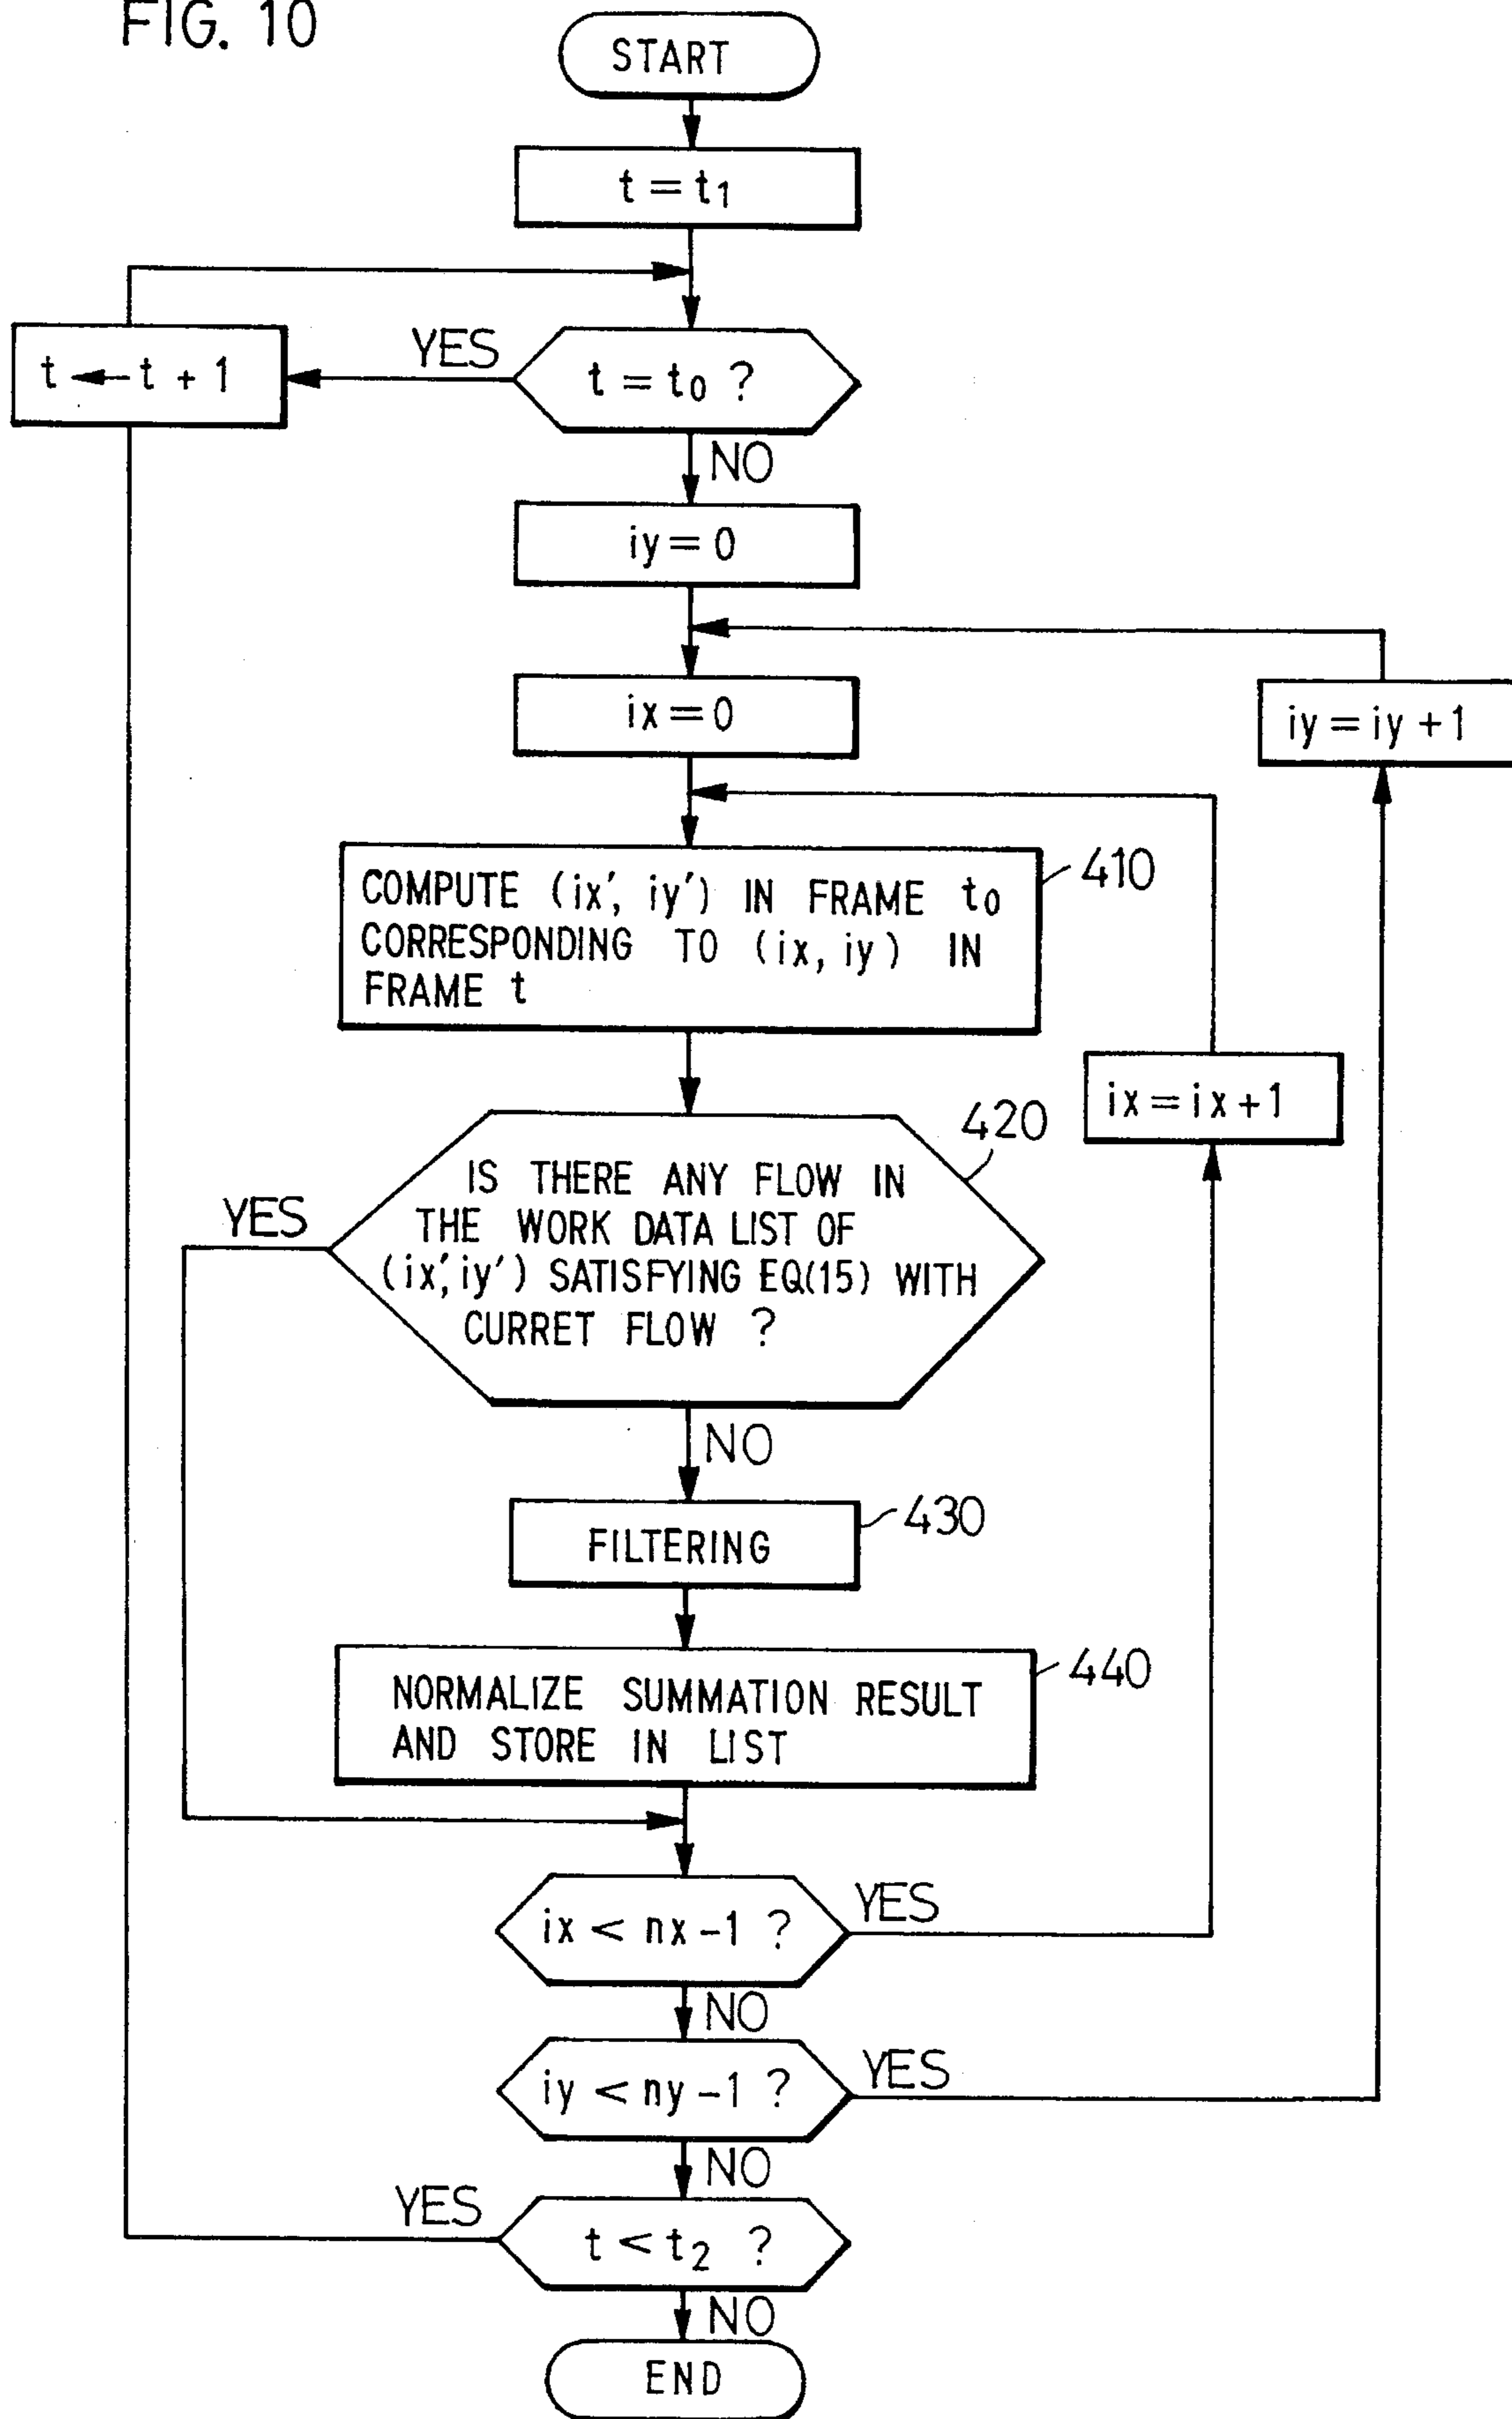 FIG. 10
START
t = t1
t = t0 ?
YES
t ← t + 1
NO
iy = 0
ix = 0
iy = iy + 1
COMPUTE (ix′, iy′) IN FRAME t0
CORRESPONDING TO (ix, iy) IN
FRAME t
410
ix = ix + 1
420
IS THERE ANY FLOW IN
THE WORK DATA LIST OF
(ix′, iy′) SATISFYING EQ(15) WITH
CURRET FLOW ?
YES
NO
FILTERING
430
NORMALIZE SUMMATION RESULT
AND STORE IN LIST
440
ix < nx – 1 ?
YES
NO
iy < ny – 1 ?
YES
NO
t < t2 ?
YES
NO
END